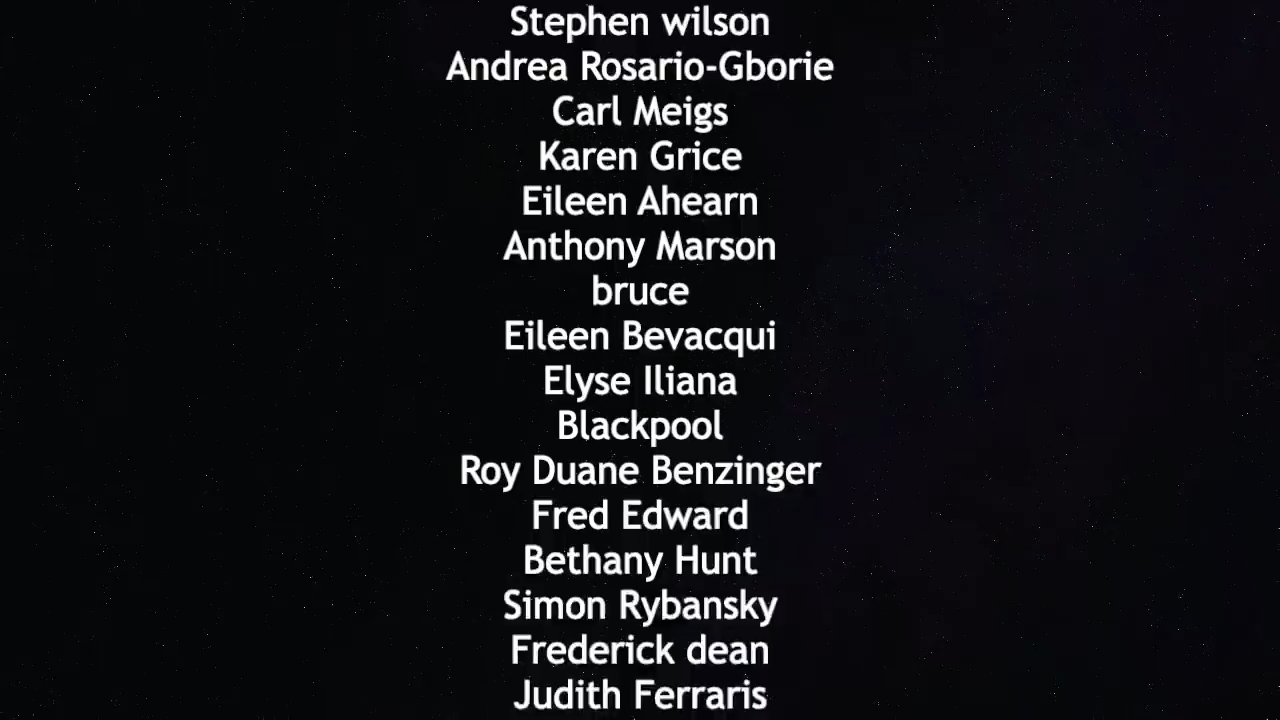 Stephen wilson
Andrea Rosario-Gborie
Carl Meigs
Karen Grice
Eileen Ahearn
Anthony Marson
bruce
Eileen Bevacqui
Elyse Iliana
Blackpool
Roy Duane Benzinger
Fred Edward
Bethany Hunt
Simon Rybansky
Frederick dean
Judith Ferraris